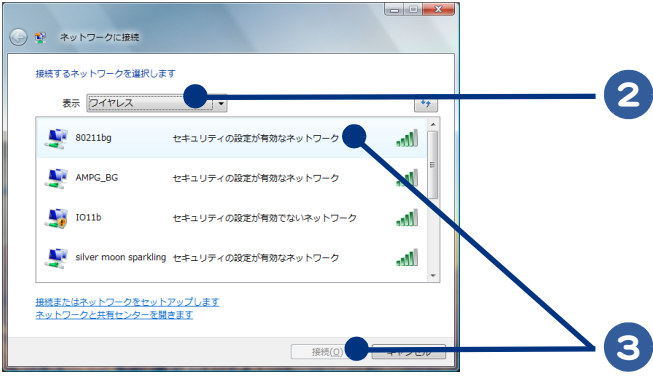 ネットワークに接続
接続するネットワークを選択します
表示 ワイヤレス
2
80211bg セキュリティの設定が有効なネットワーク
AMPG_BG セキュリティの設定が有効なネットワーク
IO11b セキュリティの設定が有効でないネットワーク
silver moon sparkling セキュリティの設定が有効なネットワーク
接続またはネットワークをセットアップします
ネットワークと共有センターを開きます
接続(O) キャンセル
3